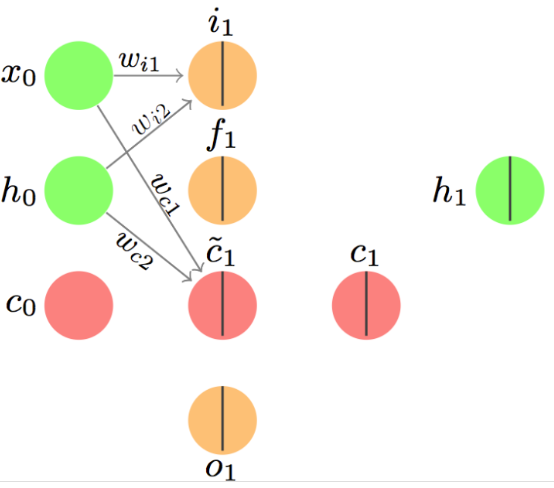 i₁
x₀ w_{i1}
w_{i2}
f₁
h₀ w_{c1} h₁
w_{c2} c̃₁ c₁
c₀
o₁